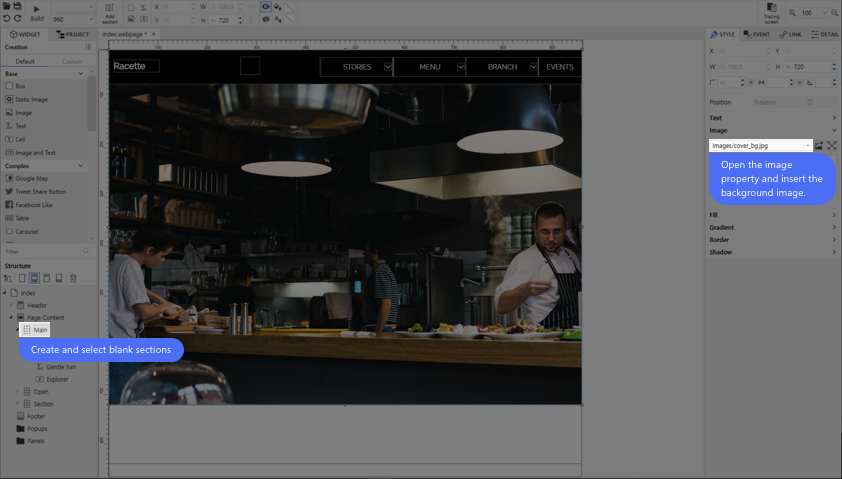 Build
960
Add
section
X
Y
W
100.0
H
720
Tracing
screen
100
WIDGET
PROJECT
index.webpage *
STYLE
EVENT
LINK
DETAIL
Creation
Default
Custom
Base
Box
Static Image
Image
Text
Cell
Image and Text
Complex
Google Map
Tweet Share Button
Facebook Like
Table
Carousel
Filter
Structure
Index
Header
Page Content
Main
Create and select blank sections
Gentle han
Explorer
Open
Section
Footer
Popups
Panels
Racette
STORIES
MENU
BRANCH
EVENTS
X
Y
W
100.0
H
720
Position
Relative
Text
Image
images/cover_bg.jpg
Open the image
property and insert the
background image.
Fill
Gradient
Border
Shadow